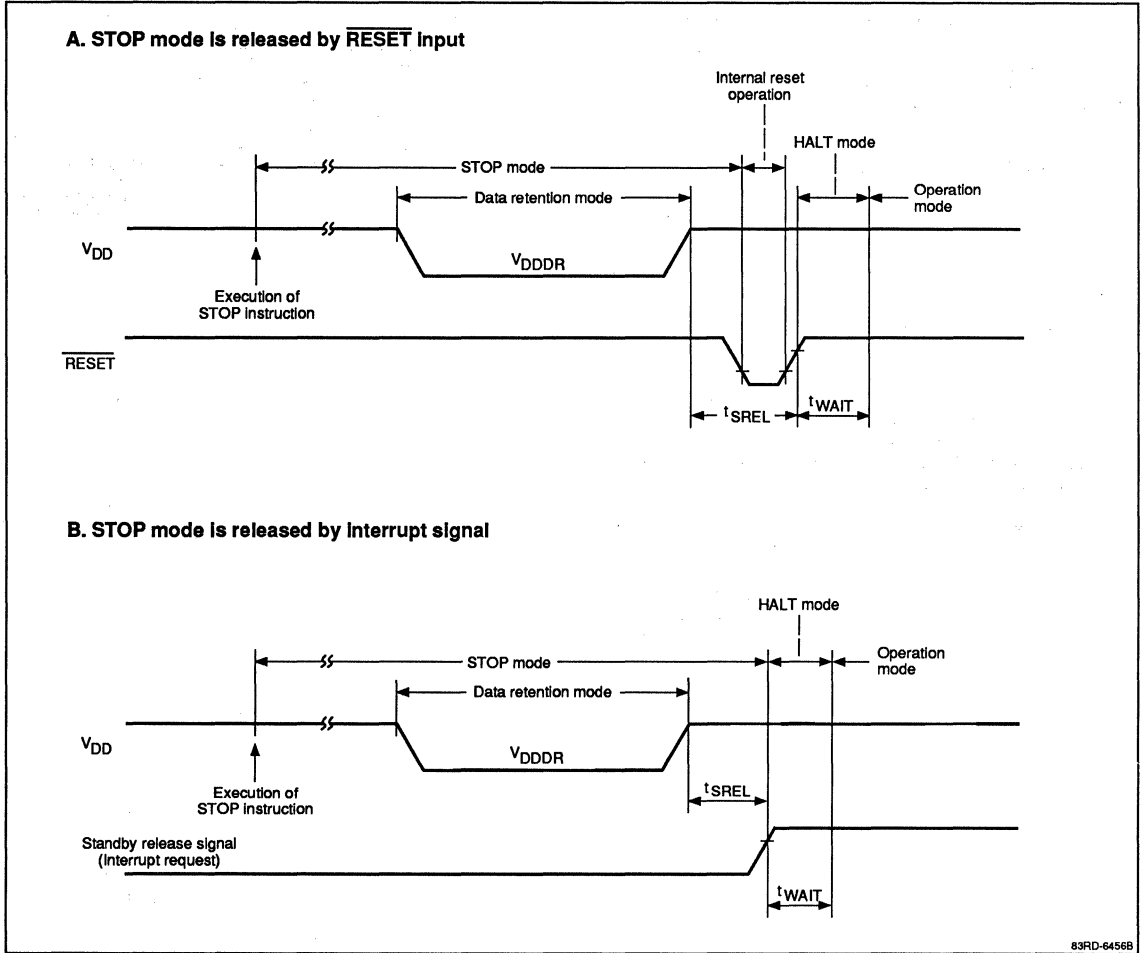 A. STOP mode is released by RESET input
Internal reset
operation
HALT mode
STOP mode
Data retention mode
Operation
mode
VDD
VDDDR
Execution of
STOP instruction
RESET
tSREL
tWAIT
B. STOP mode is released by interrupt signal
HALT mode
STOP mode
Operation
mode
Data retention mode
VDD
VDDDR
tSREL
Execution of
STOP instruction
Standby release signal
(Interrupt request)
tWAIT
83RD-6456B